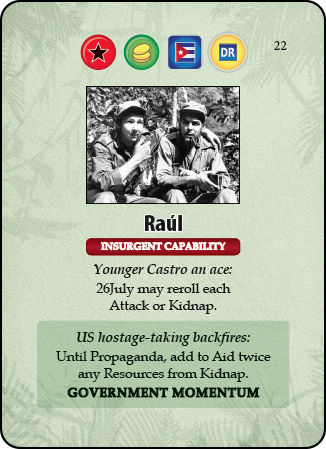 DR
22
Raúl
INSURGENT CAPABILITY
Younger Castro an ace:
26July may reroll each
Attack or Kidnap.
US hostage-taking backfires:
Until Propaganda, add to Aid twice
any Resources from Kidnap.
GOVERNMENT MOMENTUM